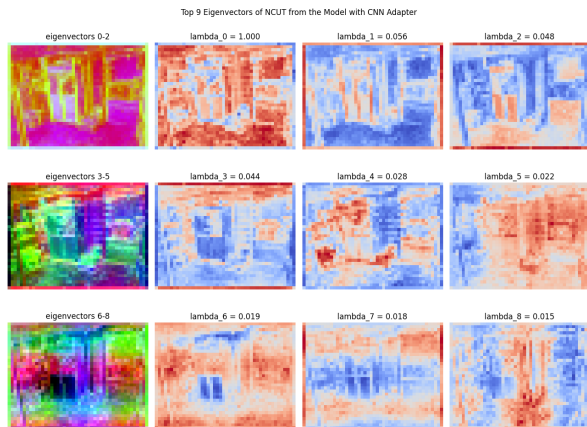 Top 9 Eigenvectors of NCUT from the Model with CNN Adapter
eigenvectors 0-2
lambda_0 = 1.000
lambda_1 = 0.056
lambda_2 = 0.048
eigenvectors 3-5
lambda_3 = 0.044
lambda_4 = 0.028
lambda_5 = 0.022
eigenvectors 6-8
lambda_6 = 0.019
lambda_7 = 0.018
lambda_8 = 0.015